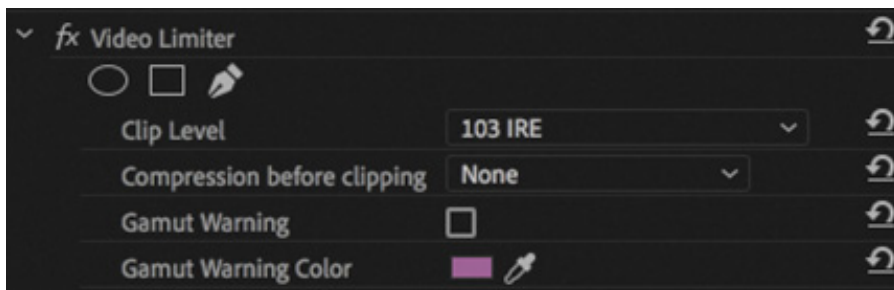 fx Video Limiter
Clip Level 103 IRE
Compression before clipping None
Gamut Warning
Gamut Warning Color